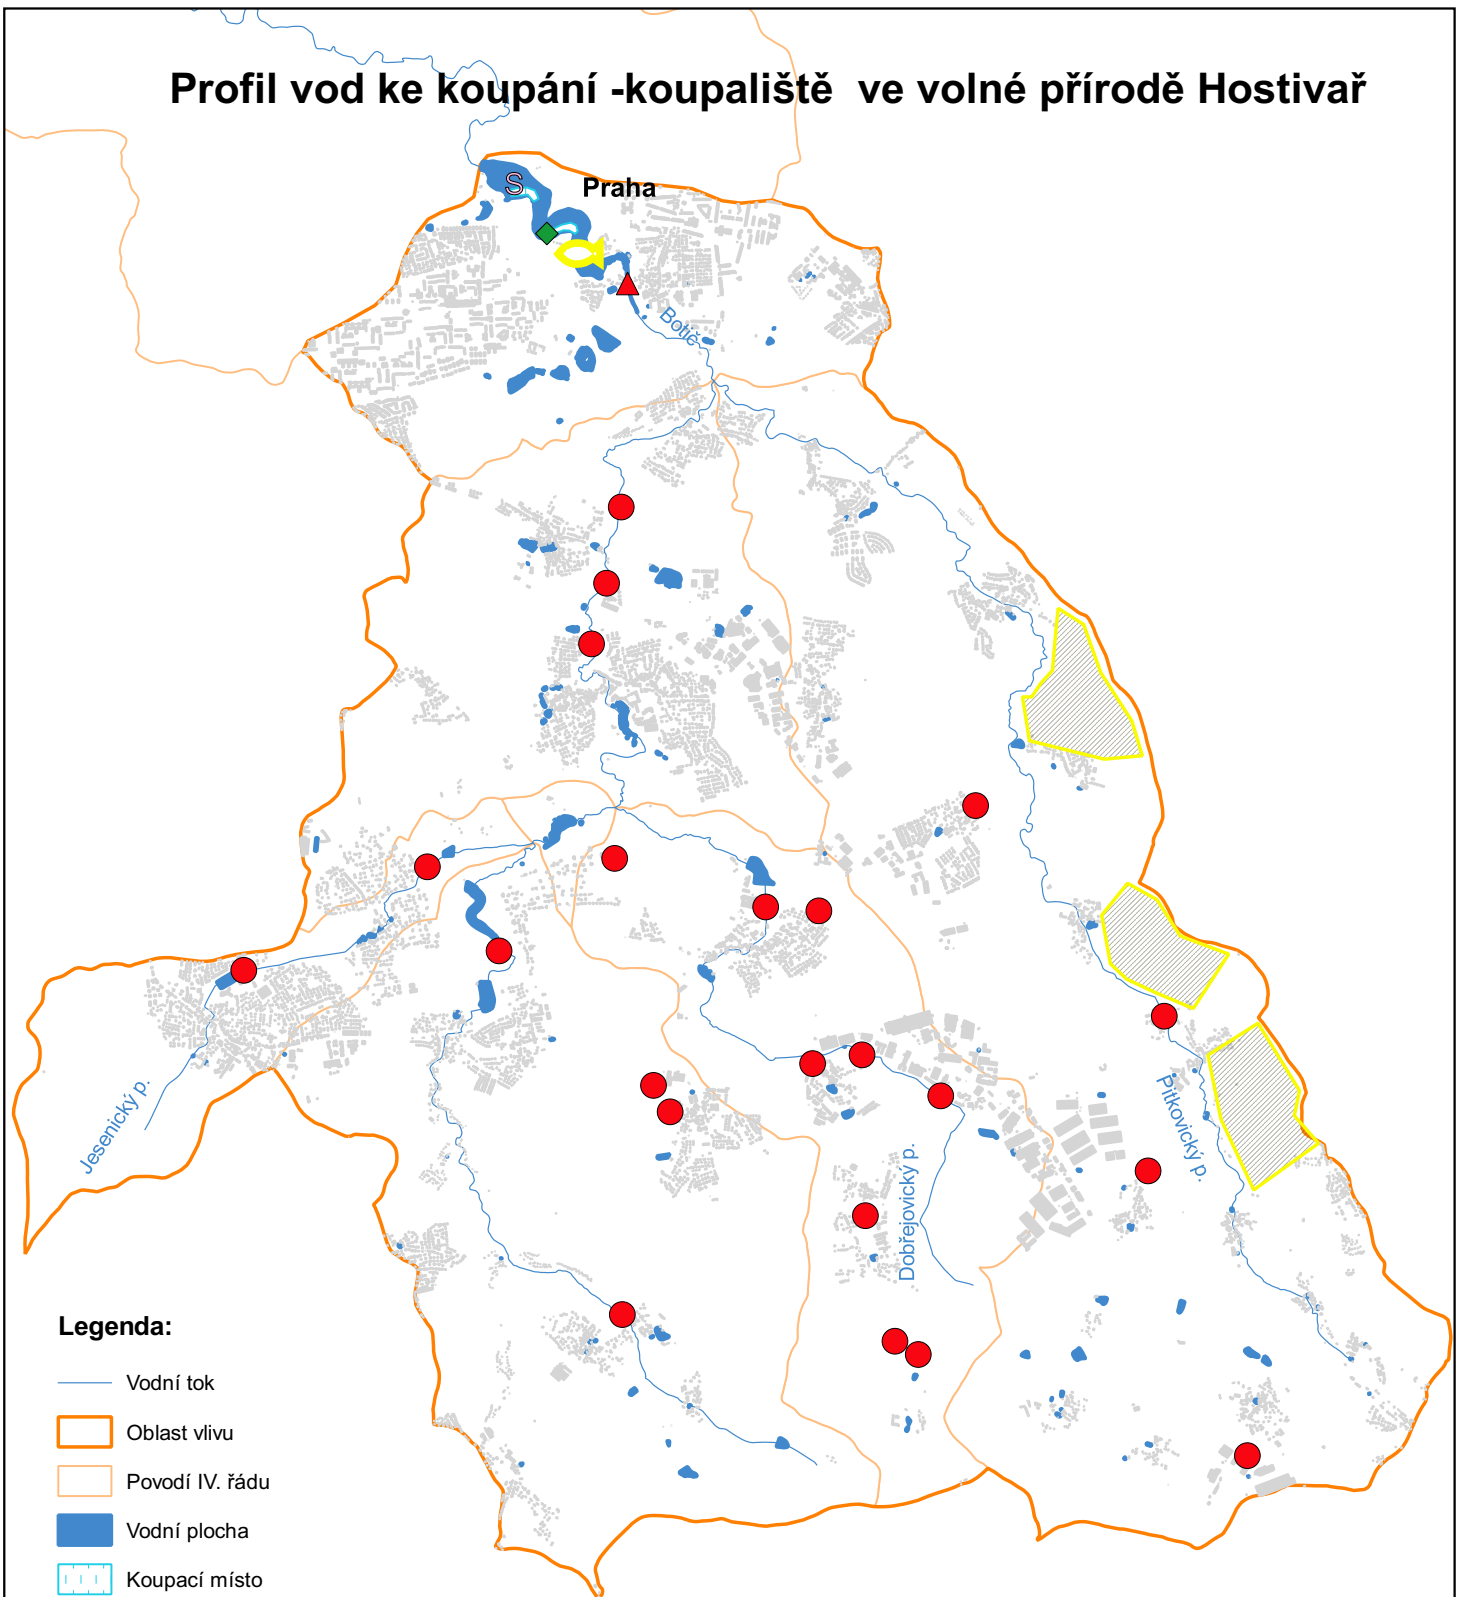 Profil vod ke koupání -koupaliště ve volné přírodě Hostivař
S
Praha
Botič
Jesenický p.
Pitkovický p.
Dobřejovický p.
Legenda:
Vodní tok
Oblast vlivu
Povodí IV. řádu
Vodní plocha
Koupací místo